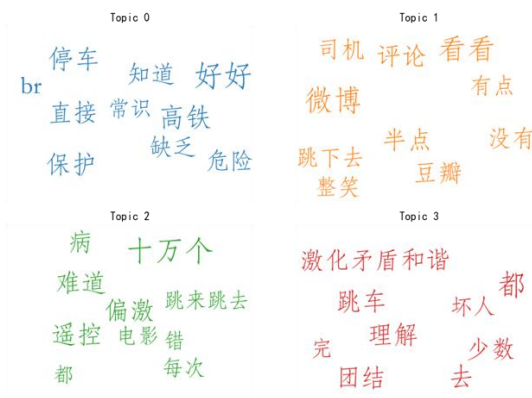 Topic 0
停车
知道 好好
br
直接 常识 高铁
缺乏
保护 危险
Topic 1
司机 评论 看看
有点
微博
半点 没有
跳下去 豆瓣
整笑
Topic 2
病 十万个
难道
偏激 跳来跳去
遥控 电影 错
都 每次
Topic 3
激化矛盾和谐
都
跳车 坏人
完 理解 少数
团结 去